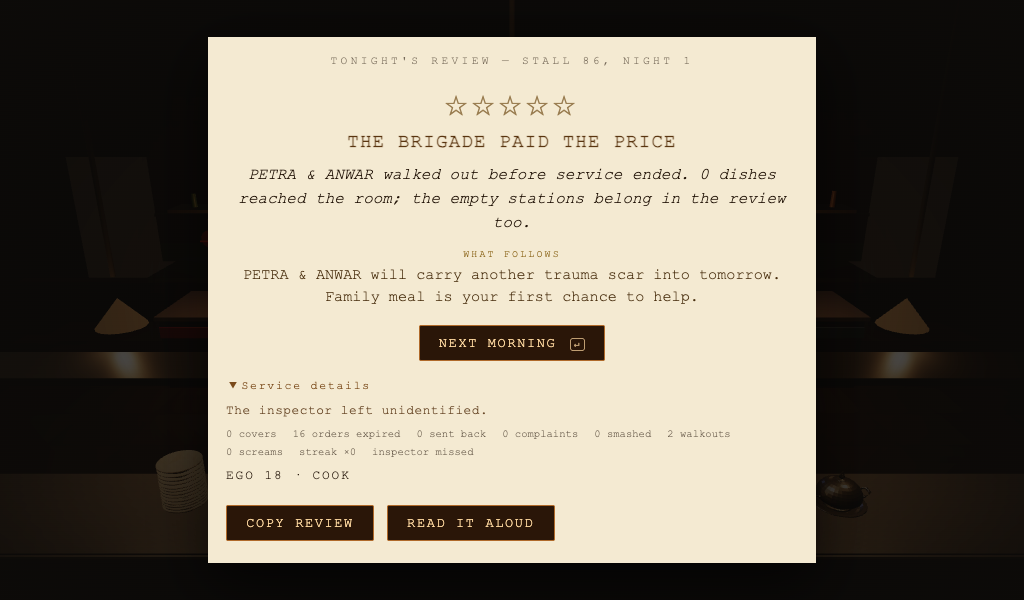 TONIGHT'S REVIEW — STALL 86, NIGHT 1
☆☆☆☆☆
THE BRIGADE PAID THE PRICE
PETRA & ANWAR walked out before service ended. 0 dishes
reached the room; the empty stations belong in the review
too.
WHAT FOLLOWS
PETRA & ANWAR will carry another trauma scar into tomorrow.
Family meal is your first chance to help.
NEXT MORNING ↵
▼Service details
The inspector left unidentified.
0 covers 16 orders expired 0 sent back 0 complaints 0 smashed 2 walkouts
0 screams streak ×0 inspector missed
EGO 18 · COOK
COPY REVIEW READ IT ALOUD